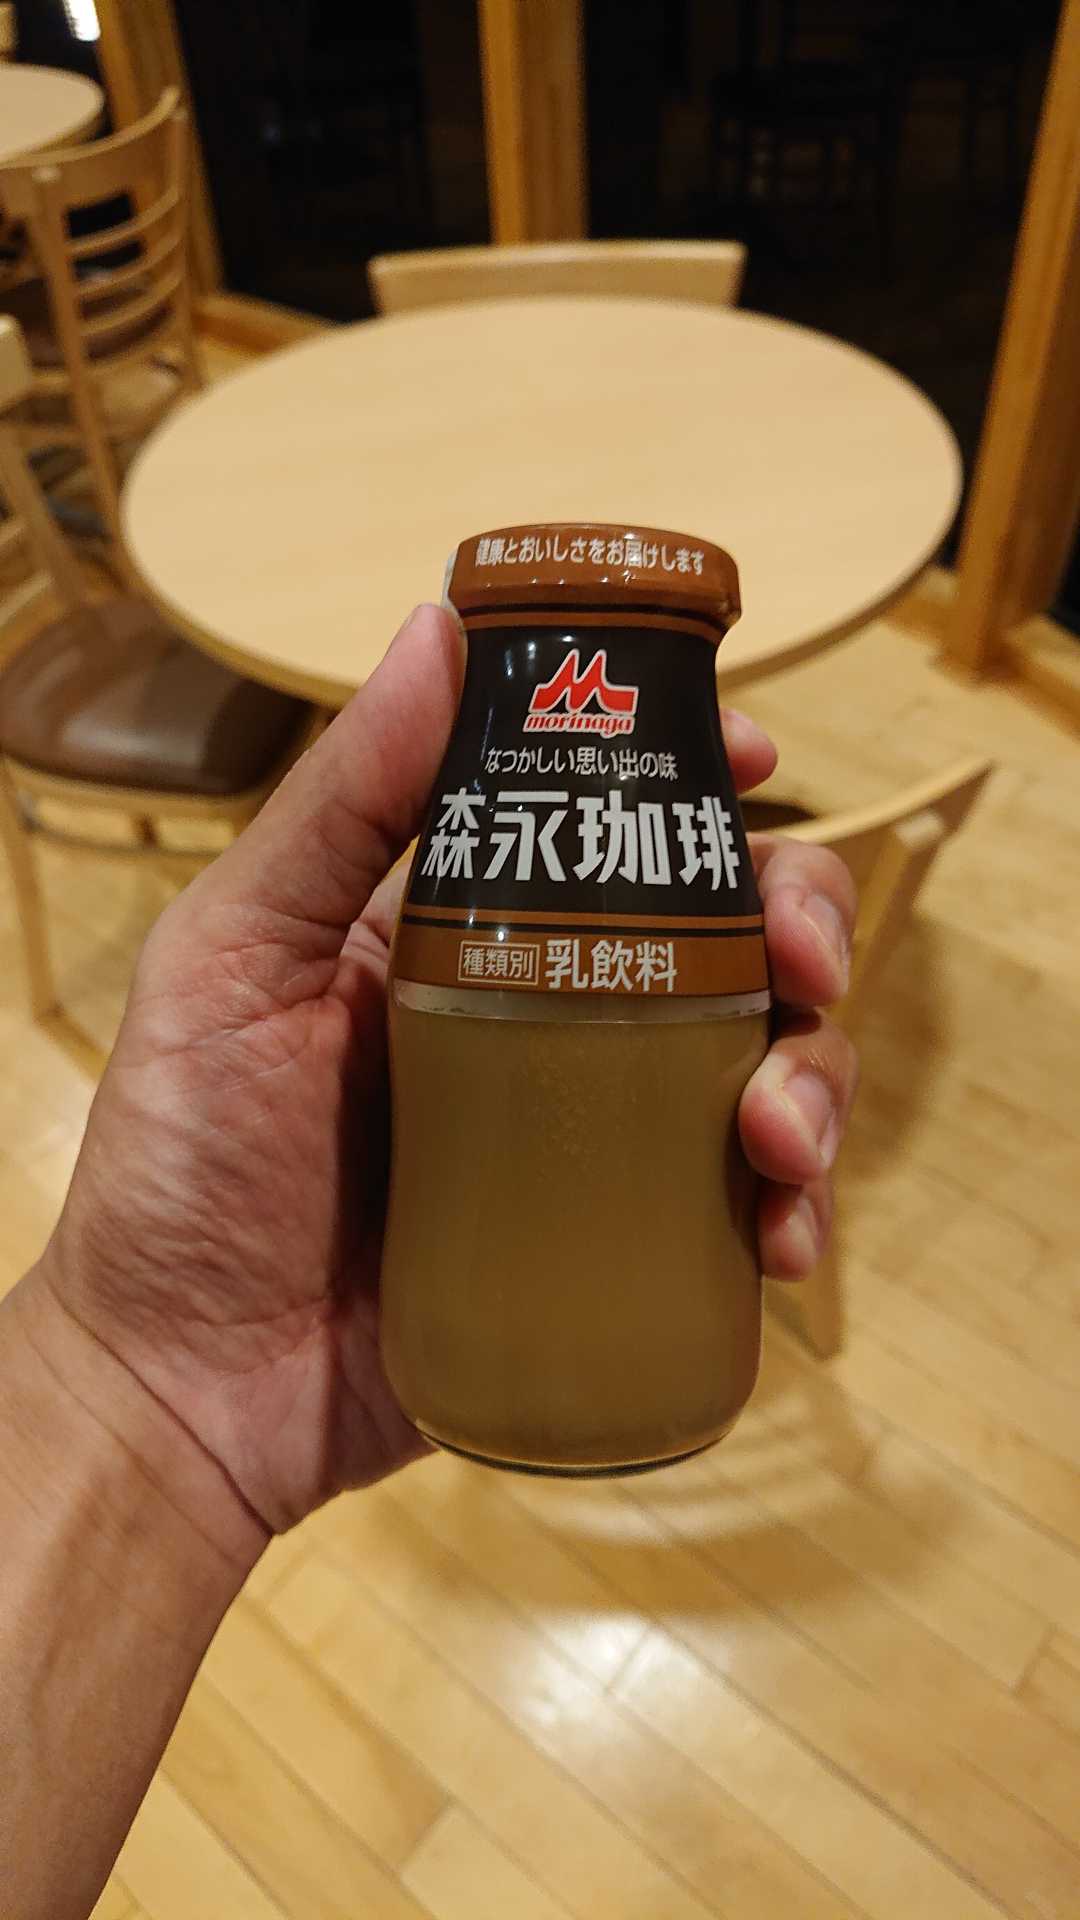 健康とおいしさをお届けします
morinaga
なつかしい思い出の味
森永珈琲
種類別 乳飲料